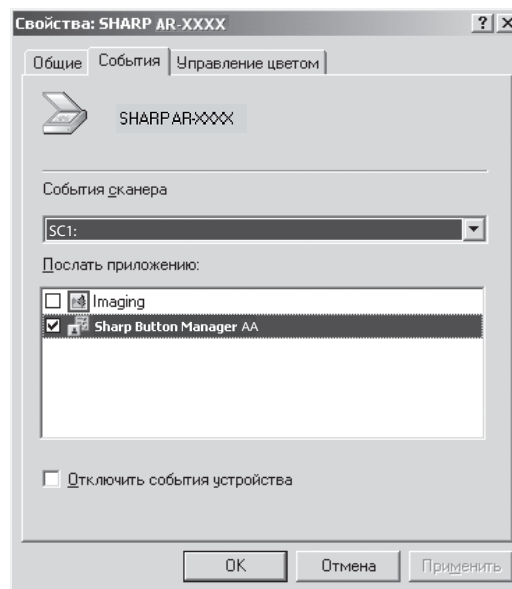 Свойства: SHARP AR-XXXX
Общие События Управление цветом
SHARP AR-XXXX
События сканера
SC1:
Послать приложению:
Imaging
Sharp Button Manager AA
Отключить события устройства
OK Отмена Применить